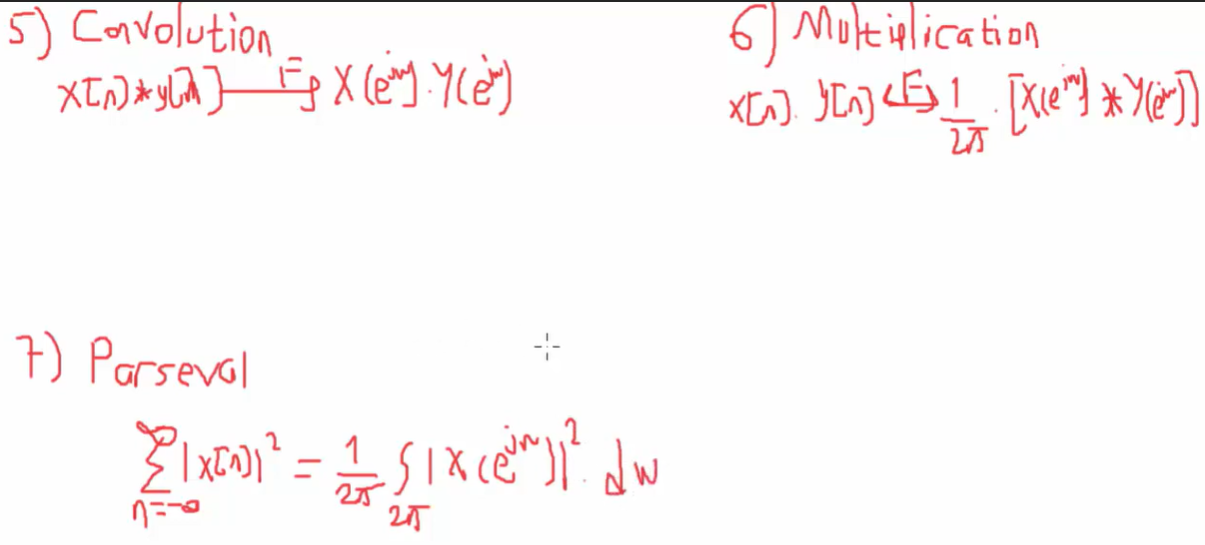 5) Convolution
x[n] * y[n] —F→ X(e^jw) . Y(e^jw)
6) Multiplication
x[n] . y[n] <-F-> 1/2π . [X(e^jw) * Y(e^jw)]
7) Parseval
∑_{n=-∞}^{∞} |x[n]|² = 1/2π ∫_{2π} |X(e^jw)|² . dw